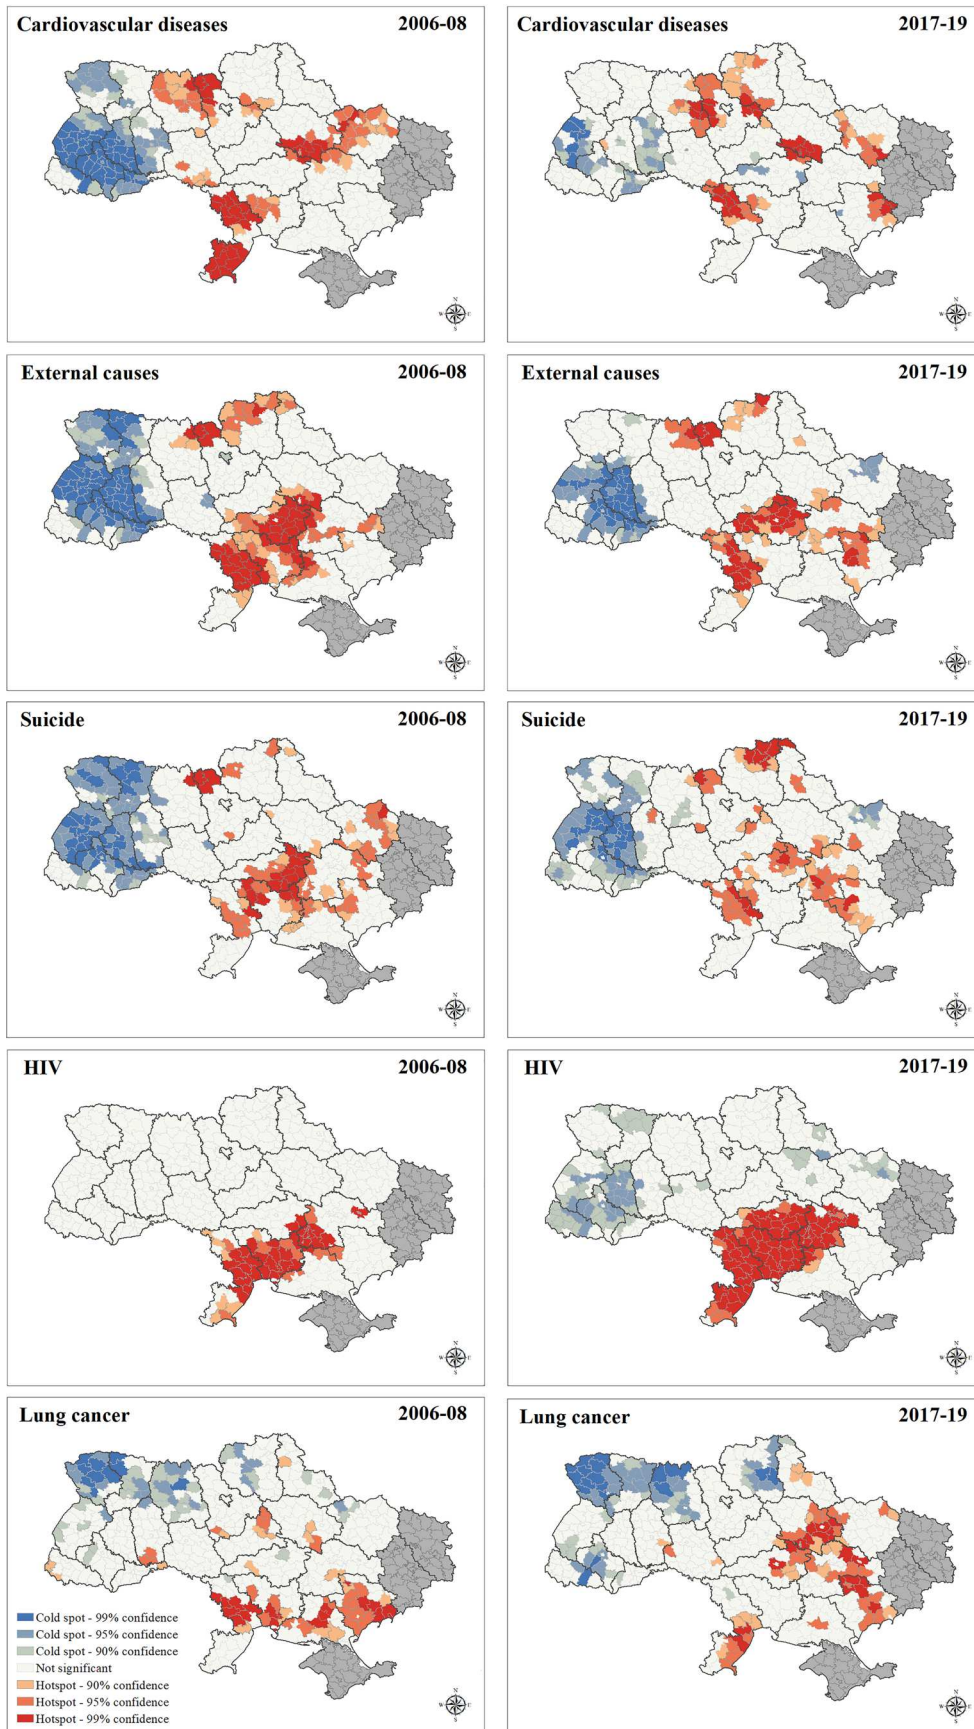 Cardiovascular diseases 2006-08
Cardiovascular diseases 2017-19
N
W E
S
N
W E
S
External causes 2006-08
External causes 2017-19
N
W E
S
N
W E
S
Suicide 2006-08
Suicide 2017-19
N
W E
S
N
W E
S
HIV 2006-08
HIV 2017-19
N
W E
S
N
W E
S
Lung cancer 2006-08
Lung cancer 2017-19
Cold spot - 99% confidence
Cold spot - 95% confidence
Cold spot - 90% confidence
Not significant
Hotspot - 90% confidence
Hotspot - 95% confidence
Hotspot - 99% confidence
N
W E
S
N
W E
S